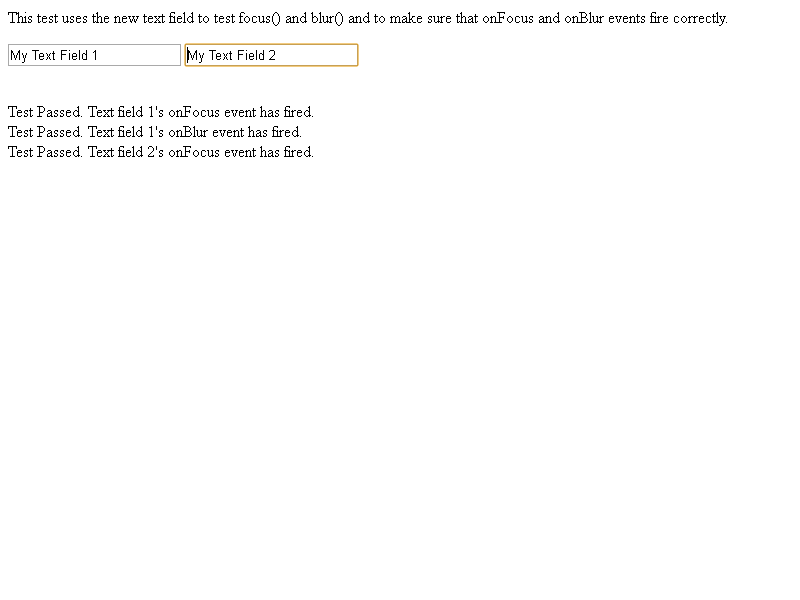 This test uses the new text field to test focus() and blur() and to make sure that onFocus and onBlur events fire correctly.
My Text Field 1 My Text Field 2
Test Passed. Text field 1's onFocus event has fired.
Test Passed. Text field 1's onBlur event has fired.
Test Passed. Text field 2's onFocus event has fired.